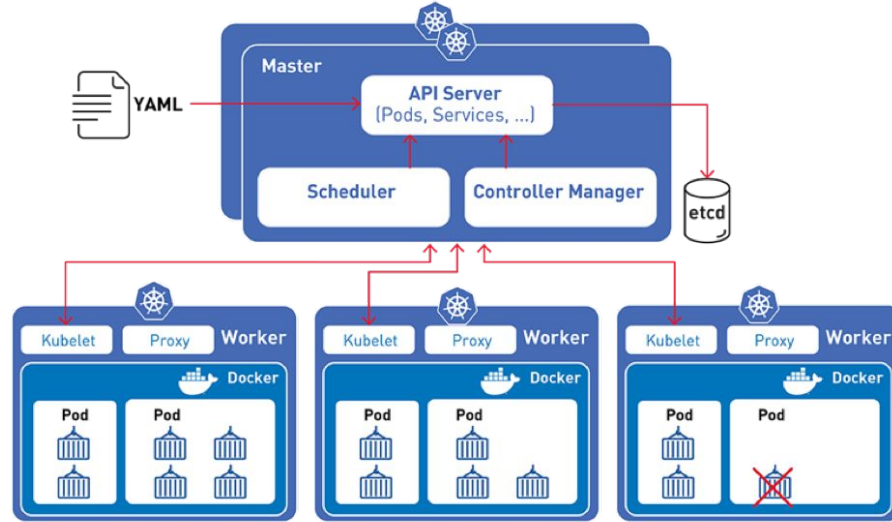 Master
YAML
API Server
(Pods, Services, ...)
Scheduler
Controller Manager
etcd
Kubelet
Proxy
Worker
Docker
Pod
Pod
Kubelet
Proxy
Worker
Docker
Pod
Pod
Kubelet
Proxy
Worker
Docker
Pod
Pod